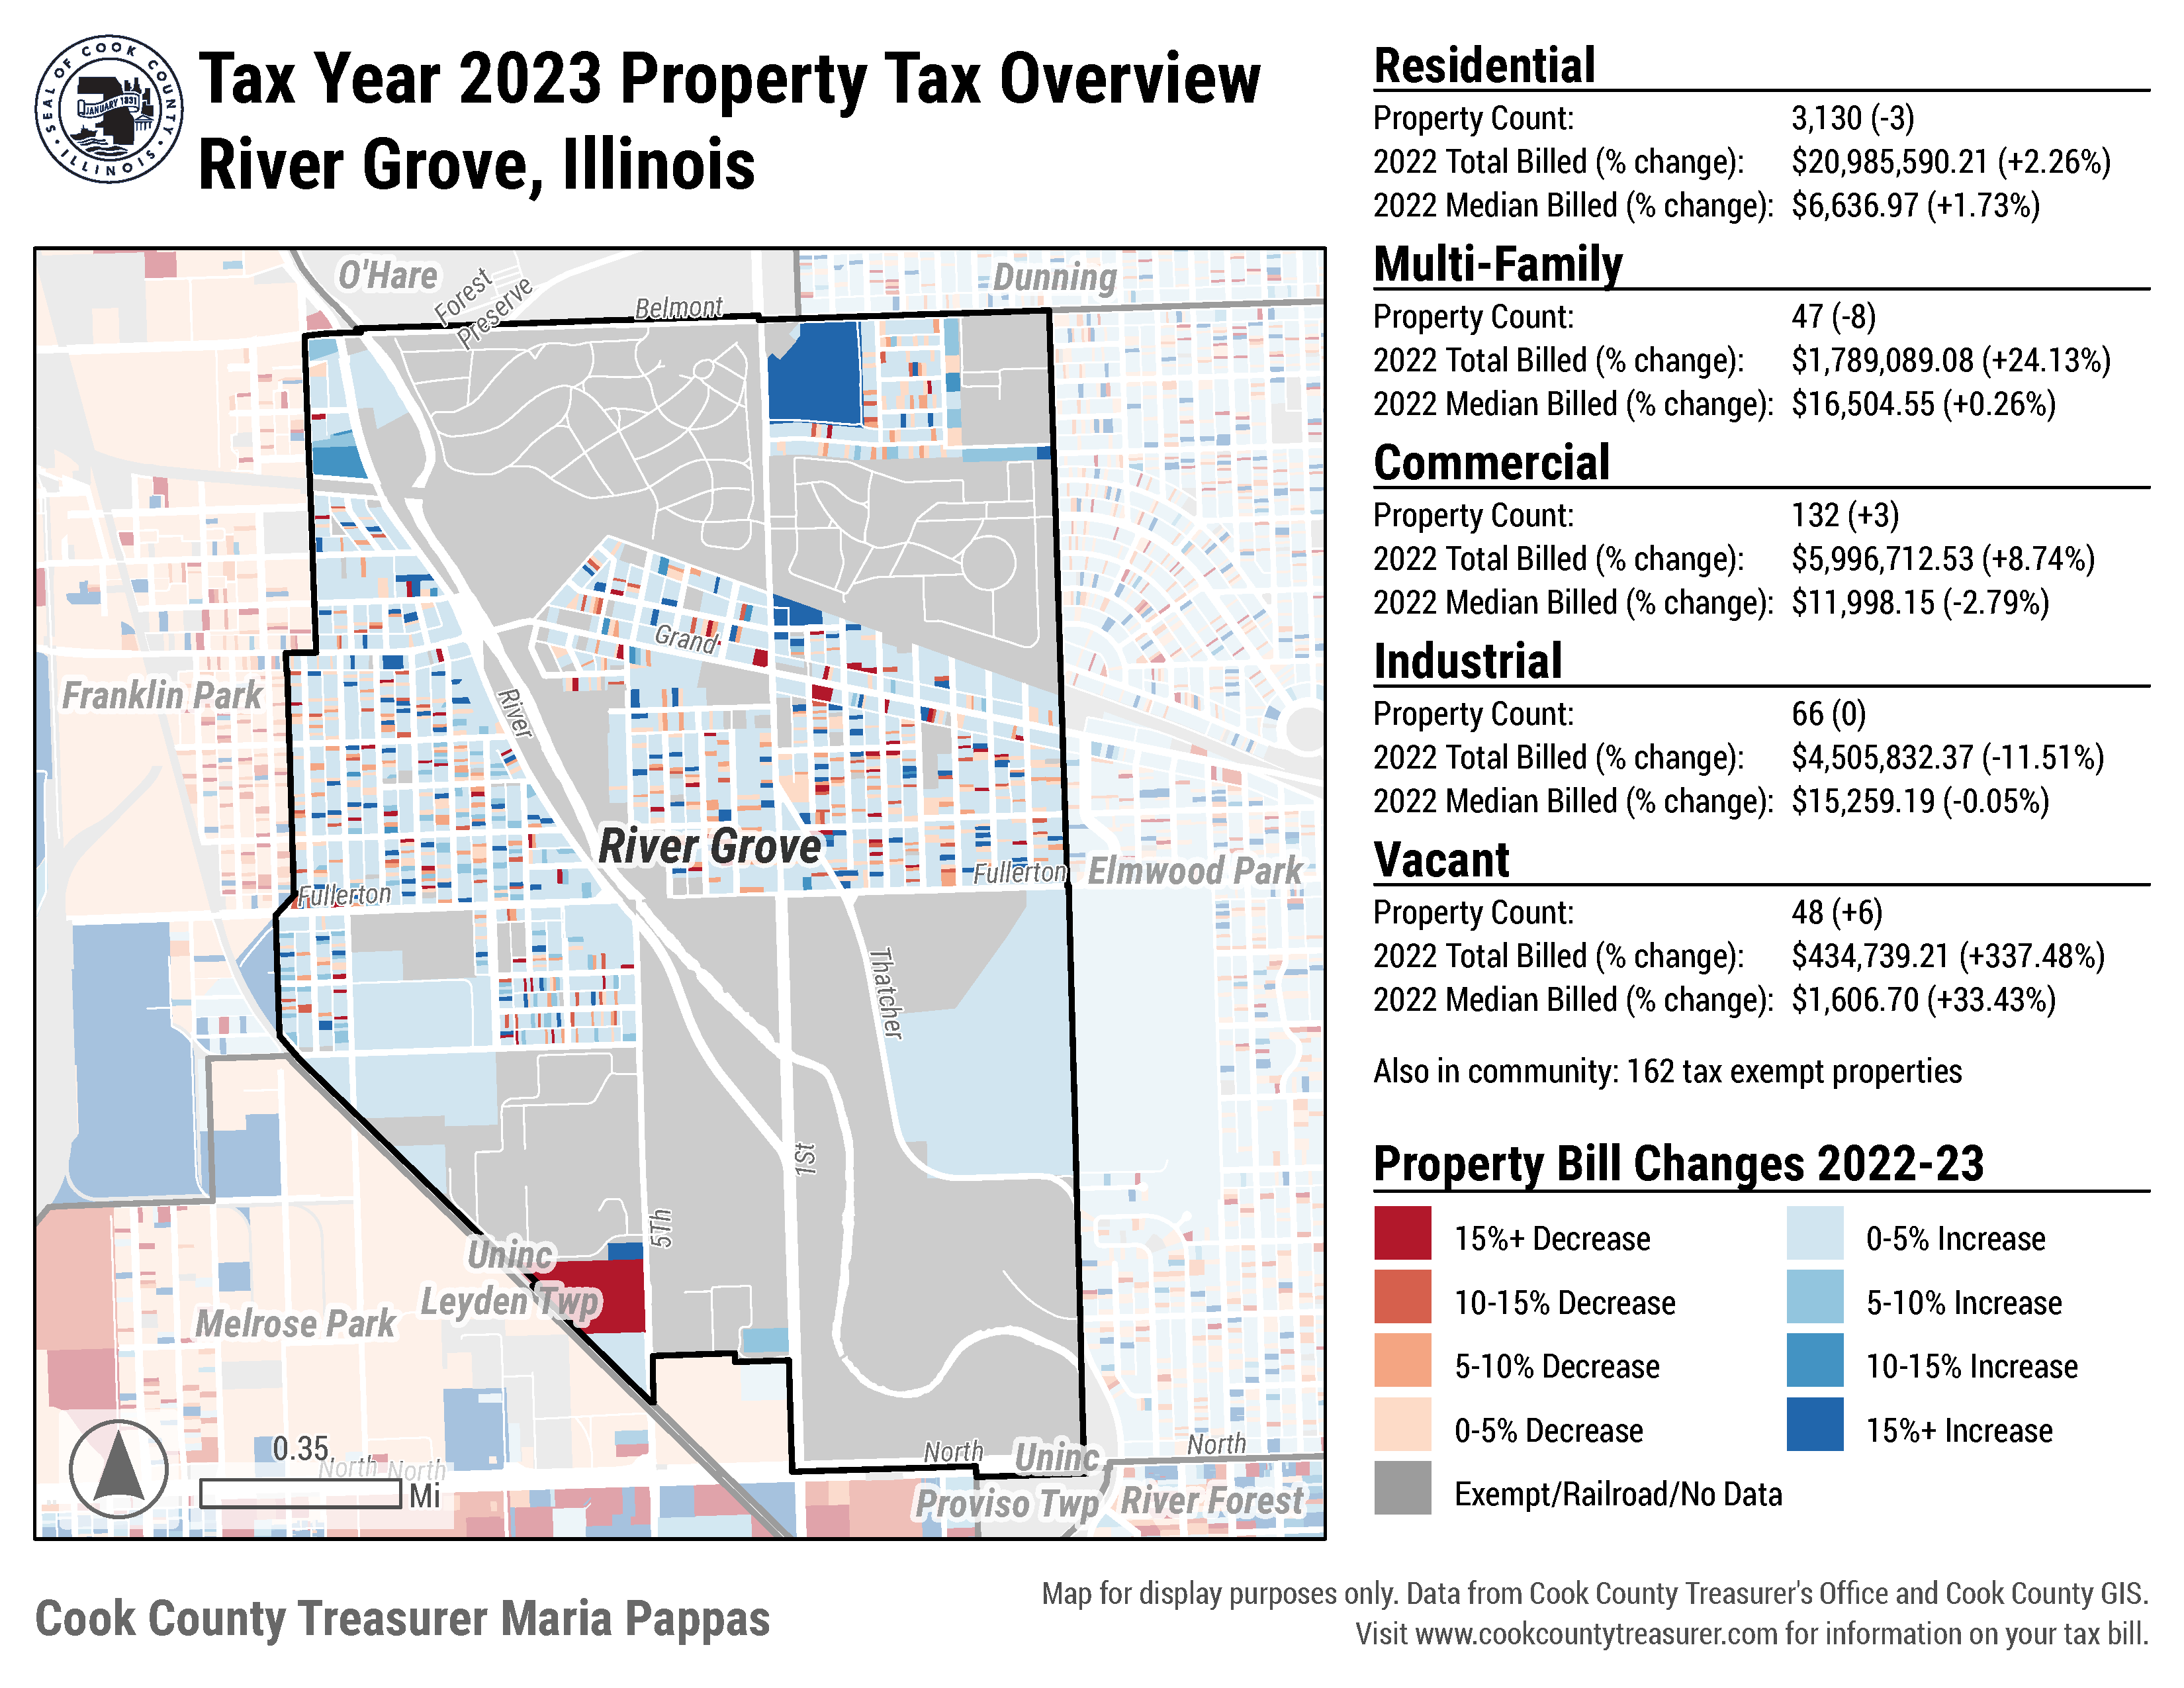 SEAL OF COOK COUNTY
• ILLINOIS •
JANUARY 1831
Tax Year 2023 Property Tax Overview
River Grove, Illinois
O'Hare
Forest
Preserve
Belmont
Dunning
Franklin Park
Grand
River
River Grove
Fullerton
Fullerton
Elmwood Park
Thatcher
1St
5Th
Uninc
Leyden Twp
Melrose Park
0.35
Mi
North
North
North
North
Uninc
Proviso Twp
River Forest
Residential
Property Count: 3,130 (-3)
2022 Total Billed (% change): $20,985,590.21 (+2.26%)
2022 Median Billed (% change): $6,636.97 (+1.73%)
Multi-Family
Property Count: 47 (-8)
2022 Total Billed (% change): $1,789,089.08 (+24.13%)
2022 Median Billed (% change): $16,504.55 (+0.26%)
Commercial
Property Count: 132 (+3)
2022 Total Billed (% change): $5,996,712.53 (+8.74%)
2022 Median Billed (% change): $11,998.15 (-2.79%)
Industrial
Property Count: 66 (0)
2022 Total Billed (% change): $4,505,832.37 (-11.51%)
2022 Median Billed (% change): $15,259.19 (-0.05%)
Vacant
Property Count: 48 (+6)
2022 Total Billed (% change): $434,739.21 (+337.48%)
2022 Median Billed (% change): $1,606.70 (+33.43%)
Also in community: 162 tax exempt properties
Property Bill Changes 2022-23
15%+ Decrease
10-15% Decrease
5-10% Decrease
0-5% Decrease
Exempt/Railroad/No Data
0-5% Increase
5-10% Increase
10-15% Increase
15%+ Increase
Cook County Treasurer Maria Pappas
Map for display purposes only. Data from Cook County Treasurer's Office and Cook County GIS.
Visit www.cookcountytreasurer.com for information on your tax bill.